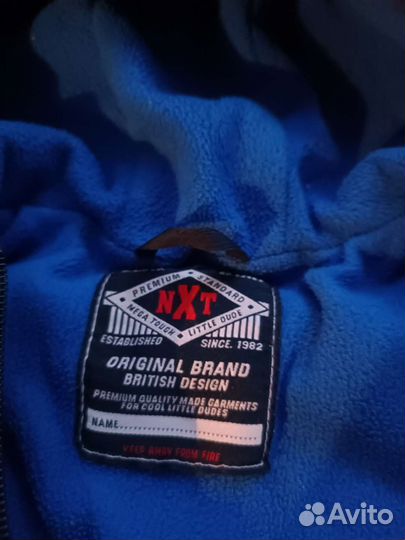 PREMIUM STANDARD
NXT
MEGA TOUGH LITTLE DUDE
ESTABLISHED SINCE. 1982
ORIGINAL BRAND
BRITISH DESIGN
PREMIUM QUALITY MADE GARMENTS
FOR COOL LITTLE DUDES
NAME..............................
KEEP AWAY FROM FIRE
Avito